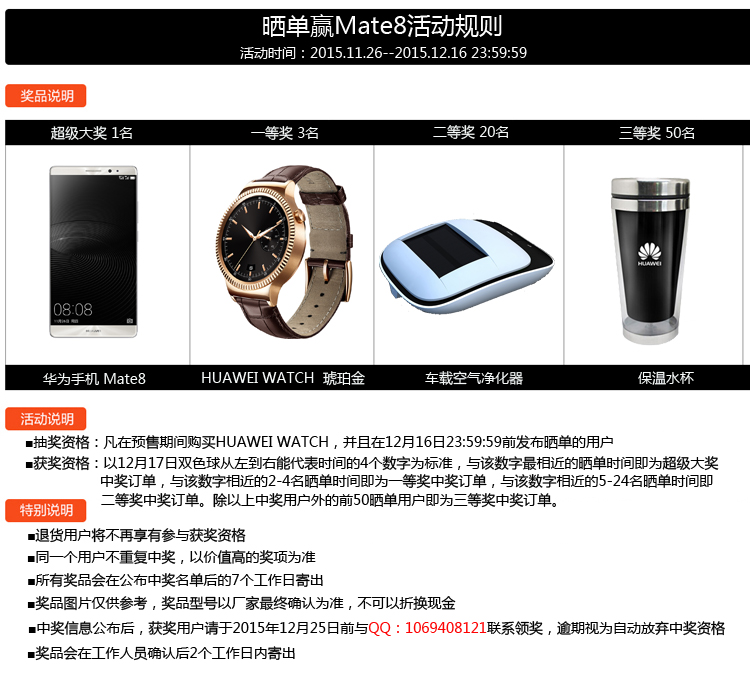 晒单赢Mate8活动规则
活动时间：2015.11.26--2015.12.16 23:59:59
奖品说明
超级大奖 1名
一等奖 3名
二等奖 20名
三等奖 50名
08:08
HUAWEI
HUAWEI
华为手机 Mate8
HUAWEI WATCH 琥珀金
车载空气净化器
保温水杯
活动说明
■抽奖资格：凡在预售期间购买HUAWEI WATCH，并且在12月16日23:59:59前发布晒单的用户
■获奖资格：以12月17日双色球从左到右能代表时间的4个数字为标准，与该数字最相近的晒单时间即为超级大奖
中奖订单，与该数字相近的2-4名晒单时间即为一等奖中奖订单，与该数字相近的5-24名晒单时间即
二等奖中奖订单。除以上中奖用户外的前50晒单用户即为三等奖中奖订单。
特别说明
■退货用户将不再享有参与获奖资格
■同一个用户不重复中奖，以价值高的奖项为准
■所有奖品会在公布中奖名单后的7个工作日寄出
■奖品图片仅供参考，奖品型号以厂家最终确认为准，不可以折换现金
■中奖信息公布后，获奖用户请于2015年12月25日前与QQ：1069408121联系领奖，逾期视为自动放弃中奖资格
■奖品会在工作人员确认后2个工作日内寄出